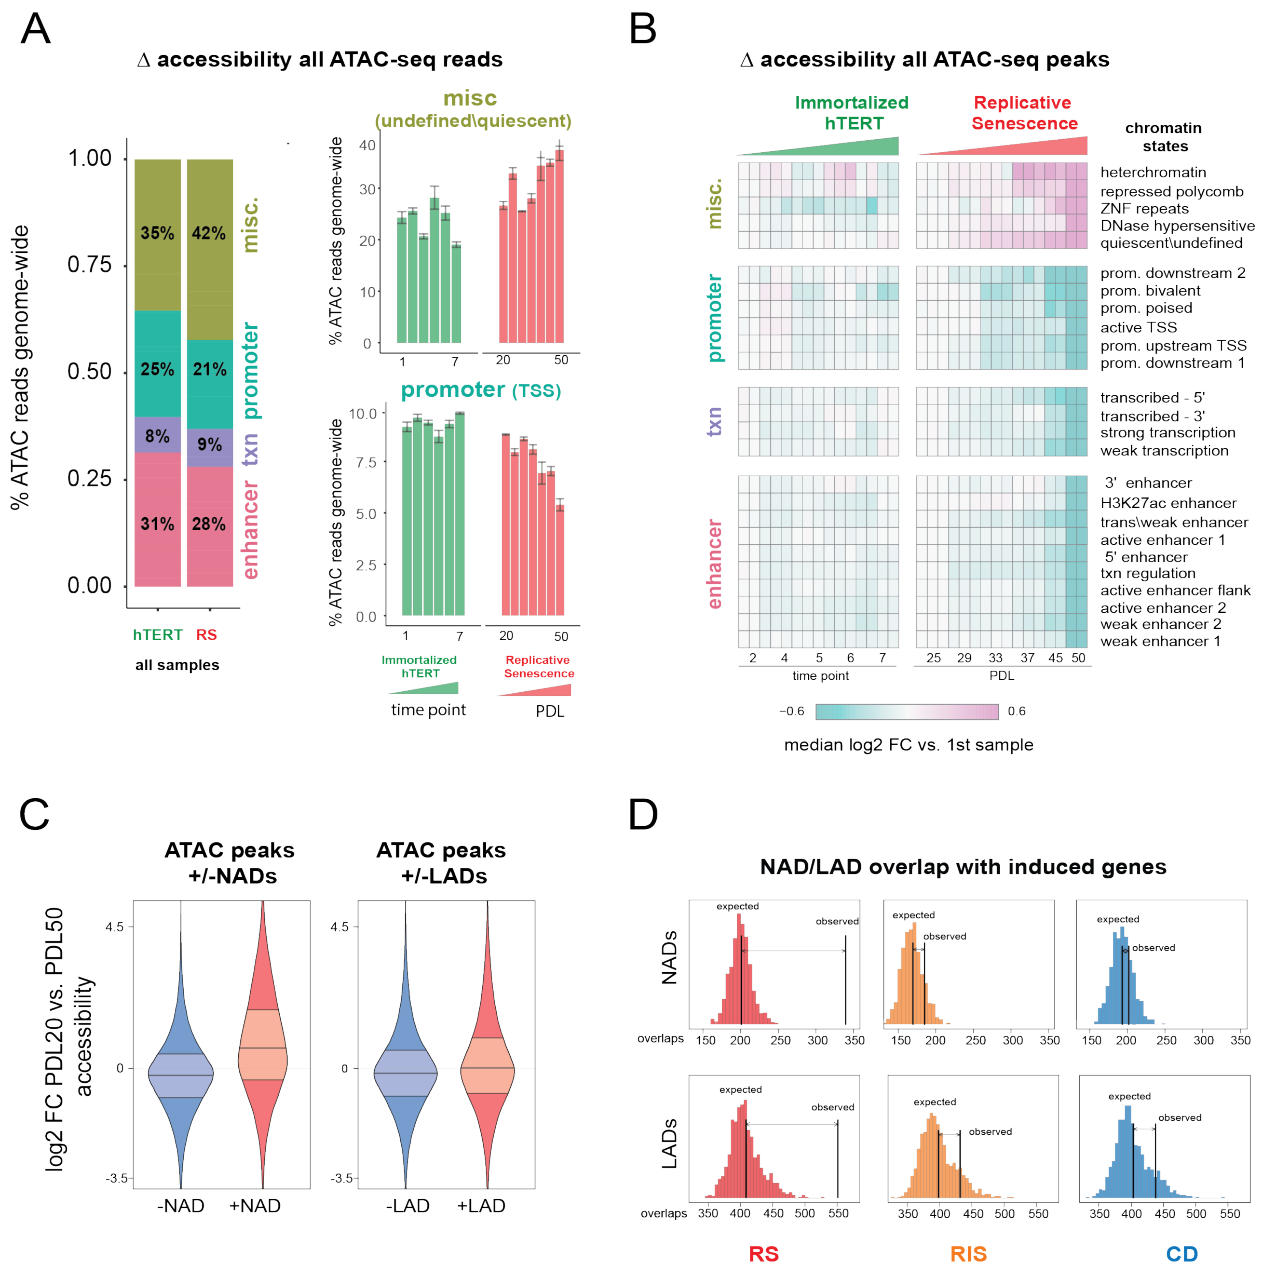 A
Δ accessibility all ATAC-seq reads
% ATAC reads genome-wide
1.00
0.75
0.50
0.25
0.00
35%
42%
25%
21%
8%
9%
31%
28%
misc.
promoter
txn
enhancer
hTERT RS
all samples
misc
(undefined\quiescent)
% ATAC reads genome-wide
40
30
20
10
0
1 7 20 50
promoter (TSS)
% ATAC reads genome-wide
10.0
7.5
5.0
2.5
0.0
1 7 20 50
Immortalized
hTERT
Replicative
Senescence
time point PDL
B
Δ accessibility all ATAC-seq peaks
Immortalized
hTERT
Replicative
Senescence
chromatin
states
misc.
heterchromatin
repressed polycomb
ZNF repeats
DNase hypersensitive
quiescent\undefined
promoter
prom. downstream 2
prom. bivalent
prom. poised
active TSS
prom. upstream TSS
prom. downstream 1
txn
transcribed - 5'
transcribed - 3'
strong transcription
weak transcription
enhancer
3' enhancer
H3K27ac enhancer
trans\weak enhancer
active enhancer 1
5' enhancer
txn regulation
active enhancer flank
active enhancer 2
weak enhancer 2
weak enhancer 1
2 4 5 6 7 25 29 33 37 45 50
time point PDL
−0.6 0.6
median log2 FC vs. 1st sample
C
ATAC peaks
+/-NADs
ATAC peaks
+/-LADs
log2 FC PDL20 vs. PDL50
accessibility
4.5
0
-3.5
-NAD +NAD
4.5
0
-3.5
-LAD +LAD
D
NAD/LAD overlap with induced genes
NADs
expected
observed
expected
observed
expected
observed
overlaps
150 200 250 300 350
150 200 250 300 350
150 200 250 300 350
LADs
expected
observed
expected
observed
expected
observed
overlaps
350 400 450 500 550
350 400 450 500 550
350 400 450 500 550
RS RIS CD